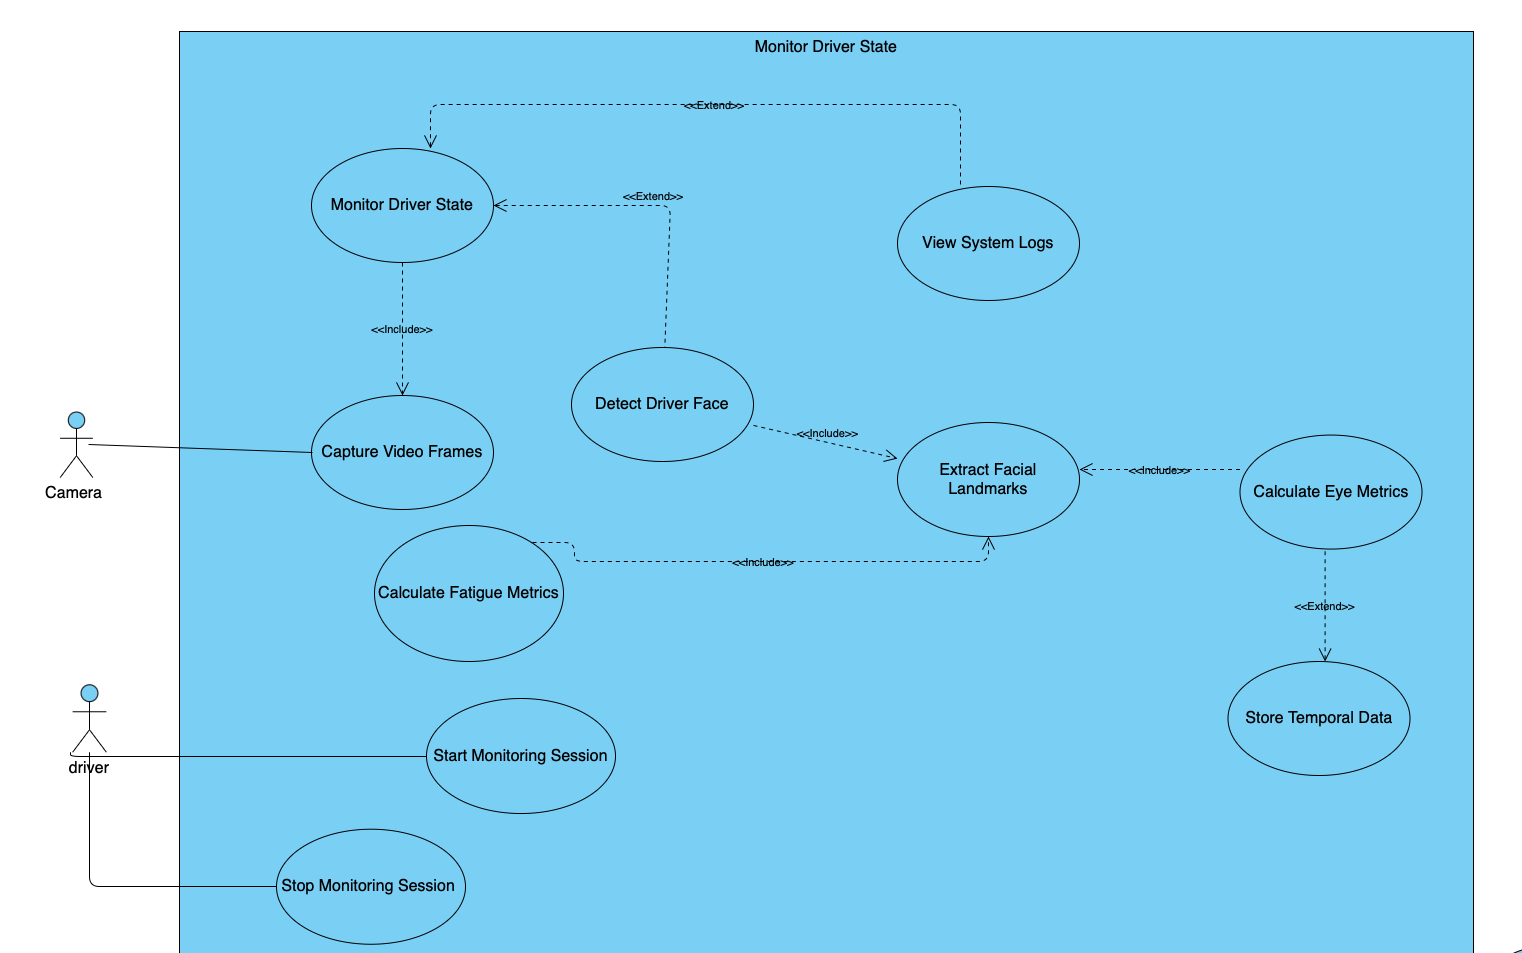 Monitor Driver State
<<Extend>>
Monitor Driver State
<<Extend>>
View System Logs
<<Include>>
Detect Driver Face
Capture Video Frames
<<Include>>
Camera
Extract Facial
Landmarks
<<Include>>
Calculate Eye Metrics
<<Include>>
Calculate Fatigue Metrics
<<Extend>>
Store Temporal Data
driver
Start Monitoring Session
Stop Monitoring Session